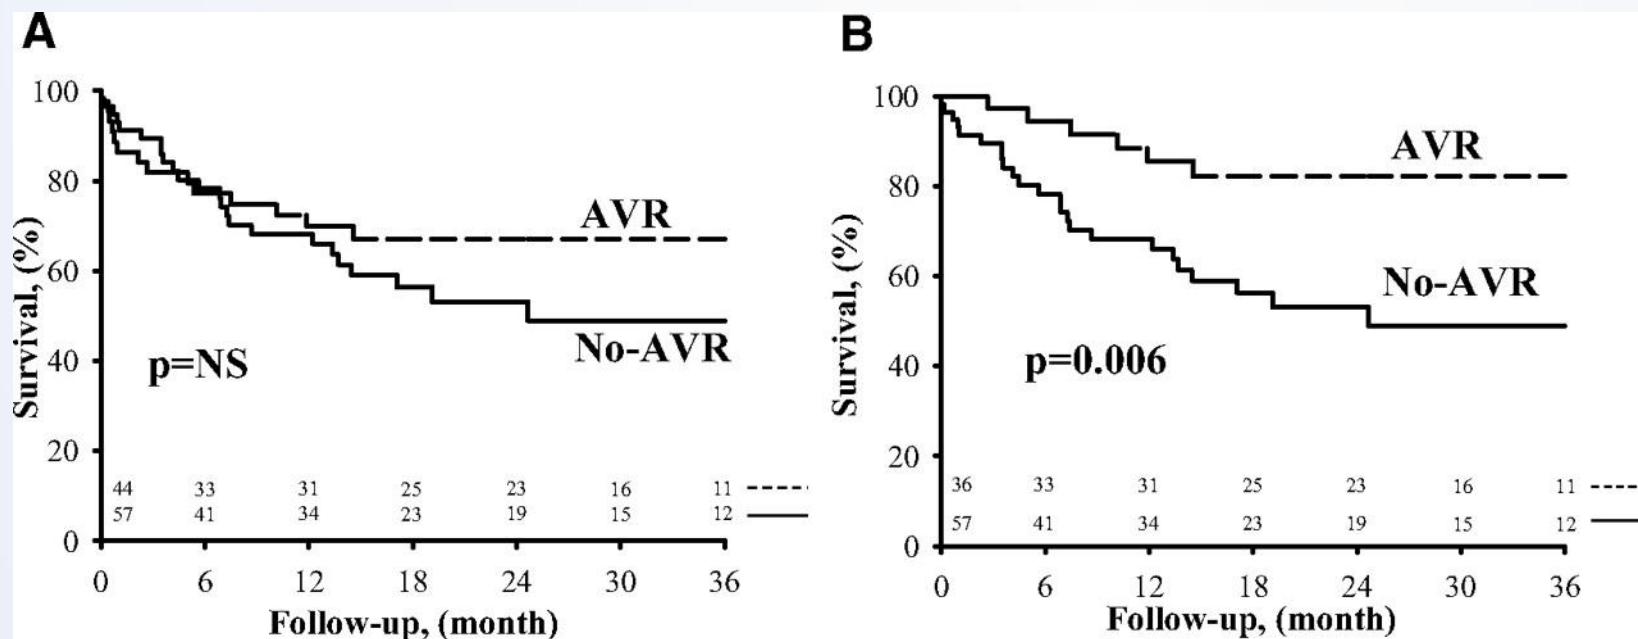 A
100
80
60
40
20
0
Survival, (%)
AVR
No-AVR
p=NS
44 33 31 25 23 16 11
57 41 34 23 19 15 12
0 6 12 18 24 30 36
Follow-up, (month)
B
100
80
60
40
20
0
Survival, (%)
AVR
No-AVR
p=0.006
36 33 31 25 23 16 11
57 41 34 23 19 15 12
0 6 12 18 24 30 36
Follow-up, (month)